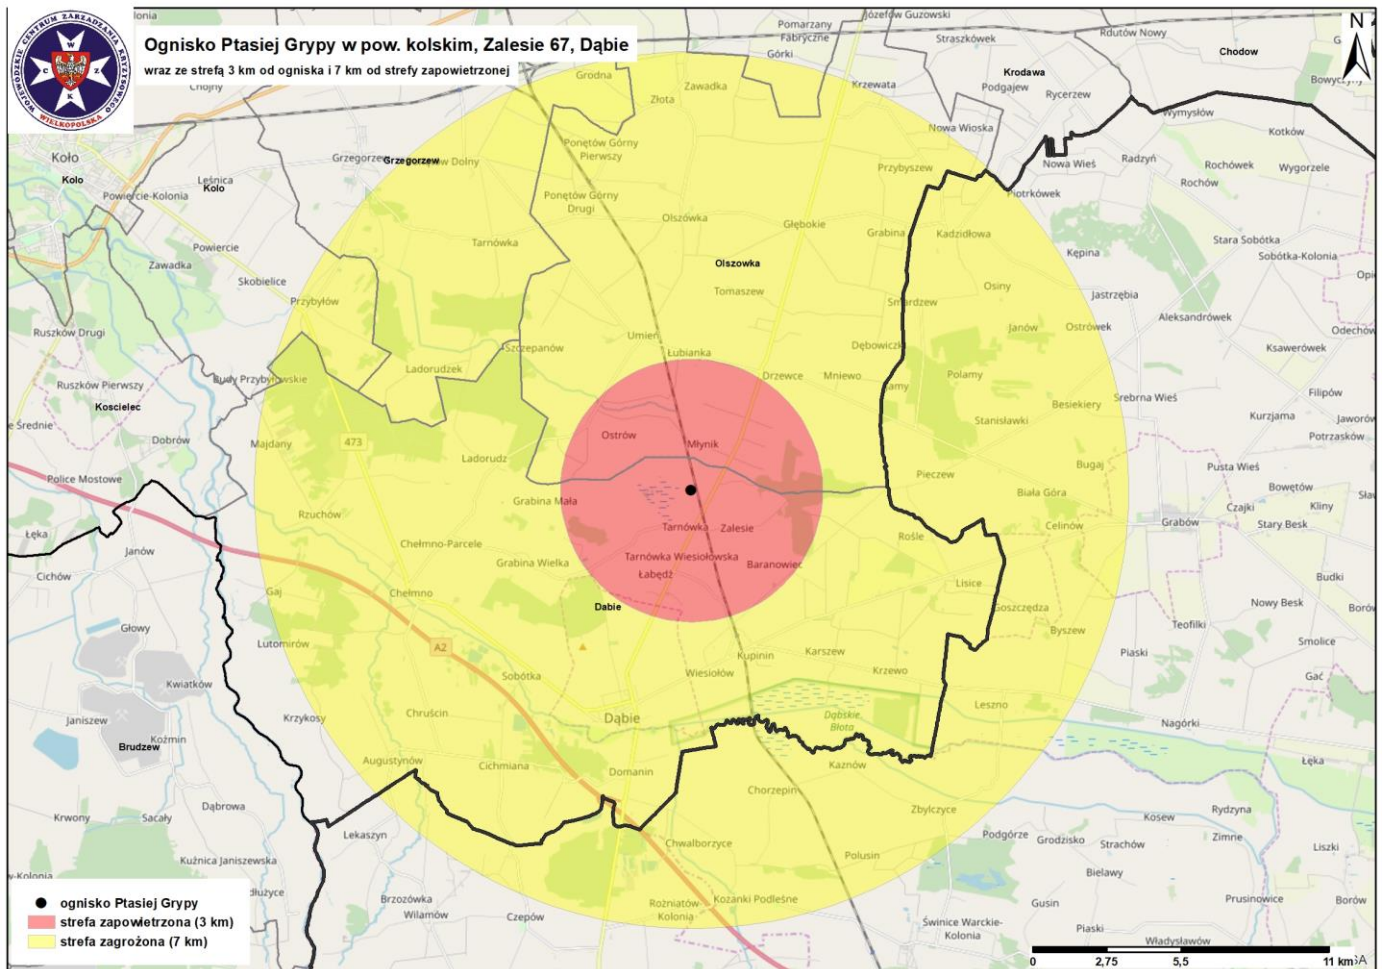 WOJEWÓDZKIE CENTRUM ZARZĄDZANIA KRYZYSOWEGO
WIELKOPOLSKA
W
C Z
K
Ognisko Ptasiej Grypy w pow. kolskim, Zalesie 67, Dąbie
wraz ze strefą 3 km od ogniska i 7 km od strefy zapowietrzonej
N
Józefów Guzowski
Pomarzany
Fabryczne
Górki
Straszkówek
Rdutów Nowy
Chodow
Krodawa
Podgajew
Rycerzew
Chojny
Grodna
Zawadka
Złota
Krzewata
Wymysłów
Kotków
Nowa Wioska
Koło
Kolo
Ponętów Górny
Pierwszy
Grzegorzew
Przybyszew
Nowa Wieś
Radzyń
Rochówek
Wygorzele
Rochów
Leśnica
Kolo
Powiercie-Kolonia
Ponętów Górny
Drugi
Piotrkówek
Olszówka
Głębokie
Grabina
Kadzidłowa
Tarnówka
Powiercie
Stara Sobótka
Sobótka-Kolonia
Kępina
Zawadka
Olszowka
Skobielice
Tomaszew
Osiny
Jastrzębia
Przybyłów
Smardzew
Aleksandrówek
Ruszków Drugi
Umień
Janów
Ostrówek
Dębowiczki
Ksawerówek
Szczepanów
Łubianka
Ladorudzek
Budy Przybyłowskie
Drzewce
Mniewo
Polamy
Ruszków Pierwszy
Filipów
Srebrna Wieś
Besiekiery
Koscielec
Kurzjama
Stanisławki
Ostrów
Młynik
Dobrów
Majdany
473
Potrzasków
Ladorudz
Bugaj
Pusta Wieś
Police Mostowe
Pieczew
Bowętów
Grabina Mała
Biała Góra
Czajki
Kliny
Rzuchów
Tarnówka
Zalesie
Celinów
Grabów
Stary Besk
Łęka
Rośle
Chełmno-Parcele
Janów
Grabina Wielka
Tarnówka Wiesiołowska
Baranowiec
Łabędź
Cichów
Lisice
Budki
Gaj
Chełmno
Dabie
Goszczędza
Nowy Besk
Głowy
Byszew
Teofilki
Lutomirów
A2
Smolice
Karszew
Piaski
Kupinin
Wiesiołów
Krzewo
Sobótka
Gać
Kwiatków
Leszno
Chruścin
Krzykosy
Dąbie
Dąbskie
Błota
Nagórki
Janiszew
Koźmin
Brudzew
Augustynów
Cichmiana
Domanin
Kaznów
Łęka
Chorzepin
Dąbrowa
Zbylczyce
Rydzyna
Krwony
Sacały
Kosew
Lekaszyn
Podgórze
Grodzisko
Strachów
Zimne
Chwalborzyce
Liszki
Polusin
Kuźnica Janiszewska
Bielawy
Brzozówka
Wilamów
Rożniatów-
Kolonia
Kozanki Podleśne
Gusin
Prusinowice
Borów
Czepów
Świnice Warckie-
Kolonia
Piaski
Władysławów
ognisko Ptasiej Grypy
strefa zapowietrzona (3 km)
strefa zagrożona (7 km)
0 2,75 5,5 11 km